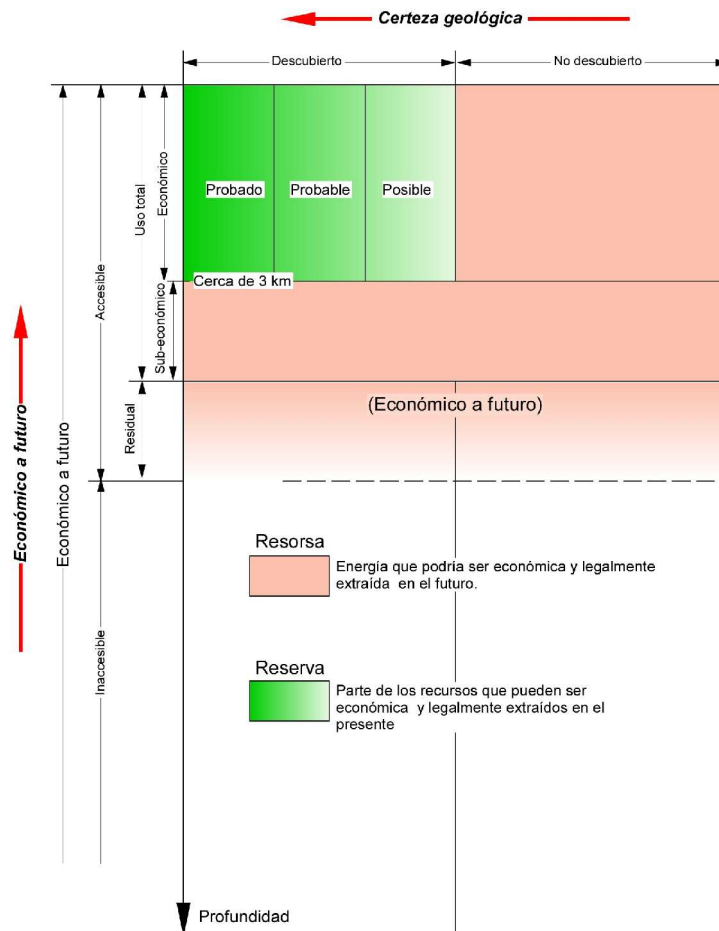 Certeza geológica
Descubierto
No descubierto
Económico a futuro
Económico a futuro
Accesible
Inaccesible
Uso total
Residual
Económico
Sub-económico
Probado
Probable
Posible
Cerca de 3 km
(Económico a futuro)
Resorsa
Energía que podría ser económica y legalmente
extraída en el futuro.
Reserva
Parte de los recursos que pueden ser
económica y legalmente extraídos en el
presente
Profundidad